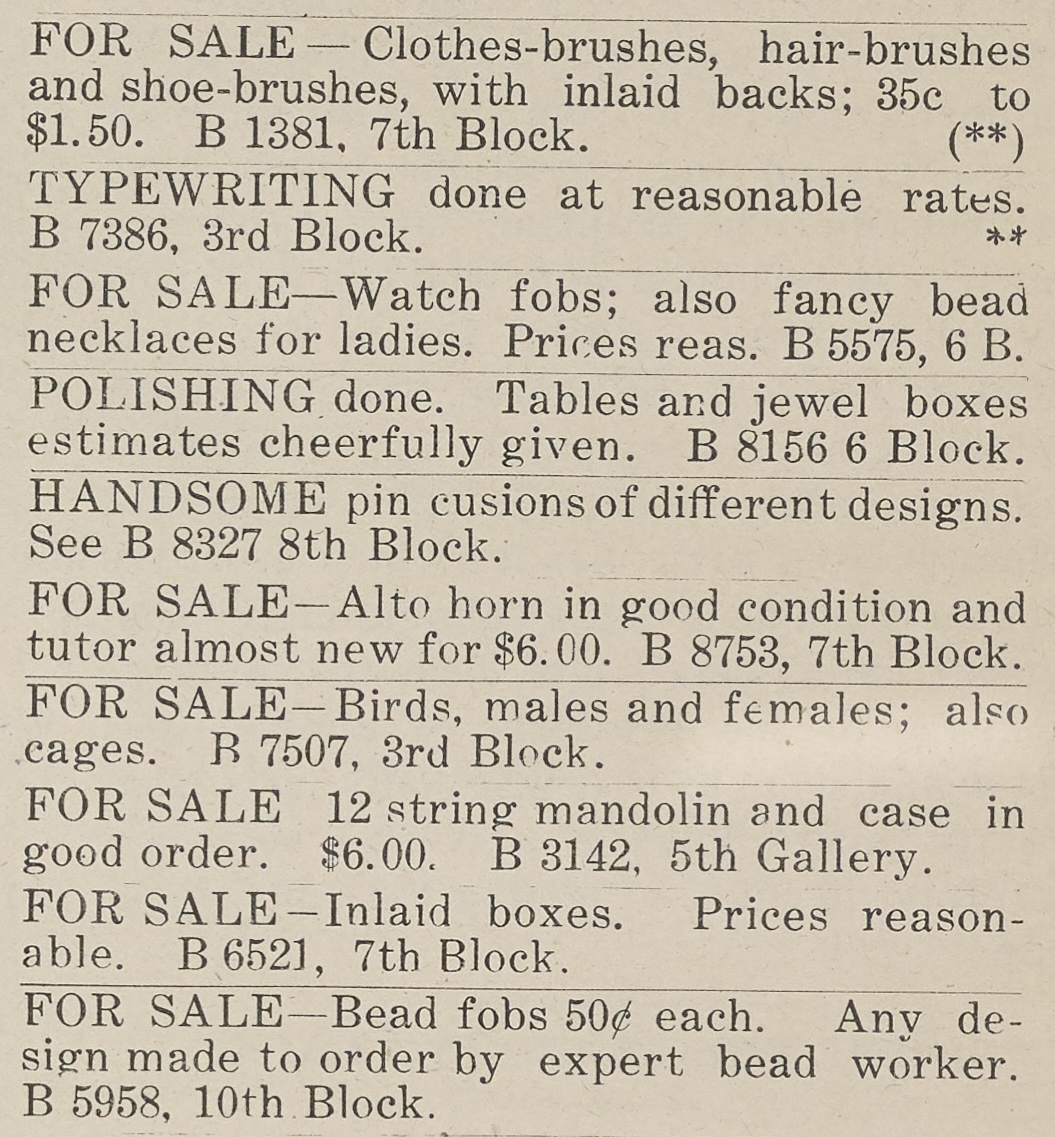 FOR SALE — Clothes-brushes, hair-brushes
and shoe-brushes, with inlaid backs; 35c to
$1.50. B 1381, 7th Block. (**)
TYPEWRITING done at reasonable rates.
B 7386, 3rd Block. **
FOR SALE—Watch fobs; also fancy bead
necklaces for ladies. Prices reas. B 5575, 6 B.
POLISHING done. Tables and jewel boxes
estimates cheerfully given. B 8156 6 Block.
HANDSOME pin cusions of different designs.
See B 8327 8th Block.
FOR SALE—Alto horn in good condition and
tutor almost new for $6.00. B 8753, 7th Block.
FOR SALE—Birds, males and females; also
cages. B 7507, 3rd Block.
FOR SALE 12 string mandolin and case in
good order. $6.00. B 3142, 5th Gallery.
FOR SALE—Inlaid boxes. Prices reason-
able. B 6521, 7th Block.
FOR SALE—Bead fobs 50¢ each. Any de-
sign made to order by expert bead worker.
B 5958, 10th Block.